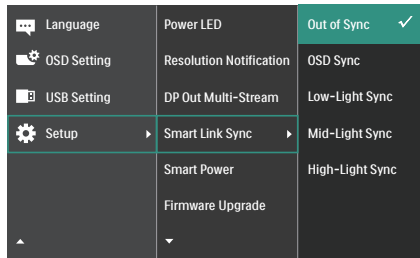 Language
OSD Setting
USB Setting
Setup
Power LED
Resolution Notification
DP Out Multi-Stream
Smart Link Sync
Smart Power
Firmware Upgrade
Out of Sync
OSD Sync
Low-Light Sync
Mid-Light Sync
High-Light Sync